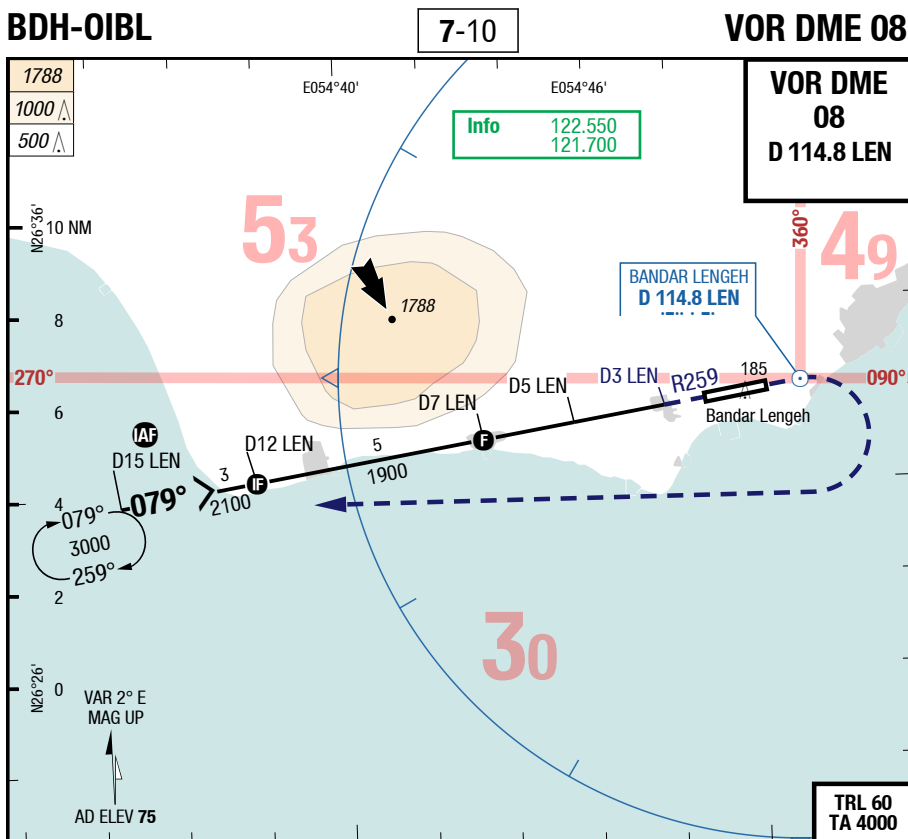 BDH-OIBL
7-10
VOR DME 08
1788
1000
500
E054°40'
E054°46'
Info 122.550
121.700
VOR DME
08
D 114.8 LEN
N26°36'
10 NM
53
360°
49
BANDAR LENGEH
D 114.8 LEN
1788
8
270°
090°
185
D3 LEN
R259
D5 LEN
D7 LEN
Bandar Lengeh
6
IAF
D15 LEN
D12 LEN
F
5
1900
3
IF
2100
079°
4
079°
3000
259°
2
30
N26°26'
0
VAR 2° E
MAG UP
AD ELEV 75
TRL 60
TA 4000